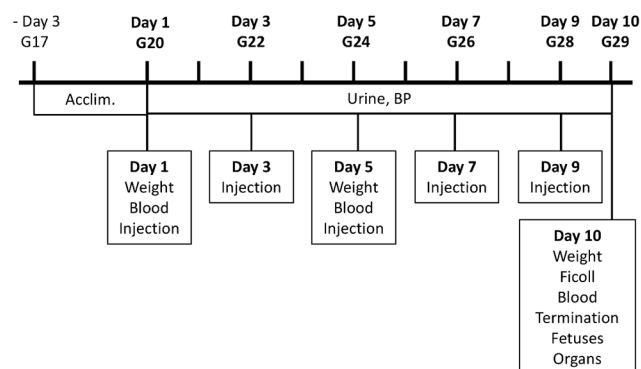 - Day 3 Day 1 Day 3 Day 5 Day 7 Day 9 Day 10
G17 G20 G22 G24 G26 G28 G29
Acclim. Urine, BP
Day 1
Weight
Blood
Injection
Day 3
Injection
Day 5
Weight
Blood
Injection
Day 7
Injection
Day 9
Injection
Day 10
Weight
Ficoll
Blood
Termination
Fetuses
Organs